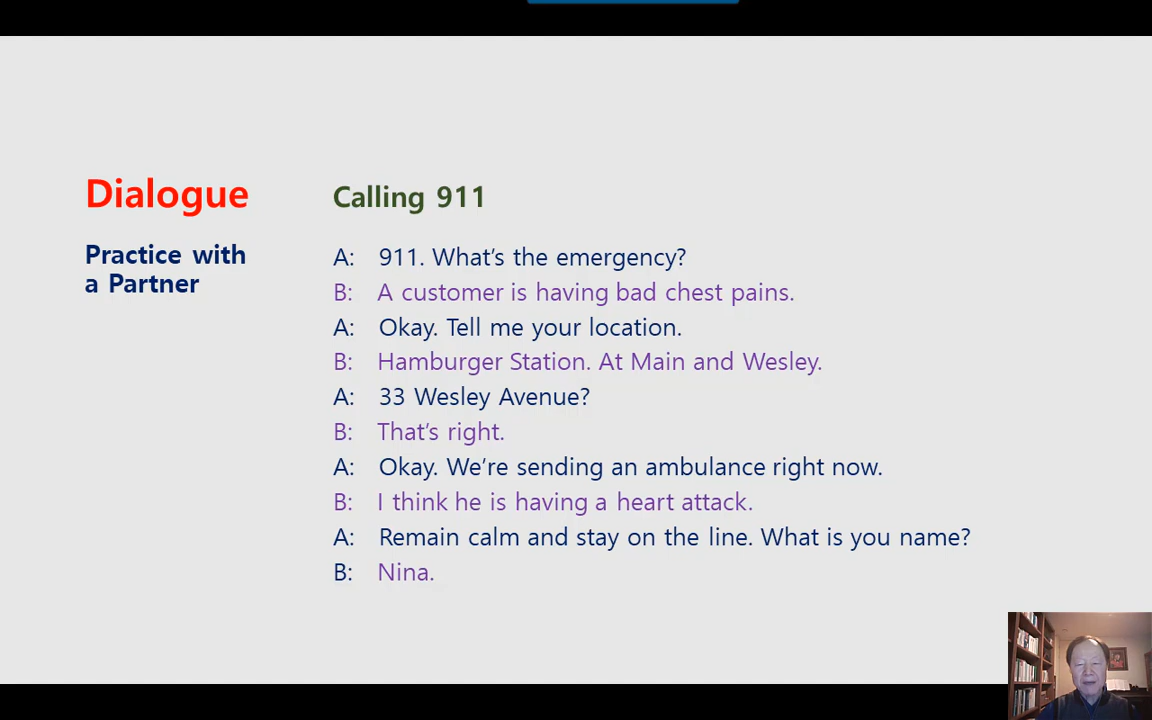 Dialogue
Calling 911
Practice with
a Partner
A: 911. What’s the emergency?
B: A customer is having bad chest pains.
A: Okay. Tell me your location.
B: Hamburger Station. At Main and Wesley.
A: 33 Wesley Avenue?
B: That’s right.
A: Okay. We’re sending an ambulance right now.
B: I think he is having a heart attack.
A: Remain calm and stay on the line. What is you name?
B: Nina.